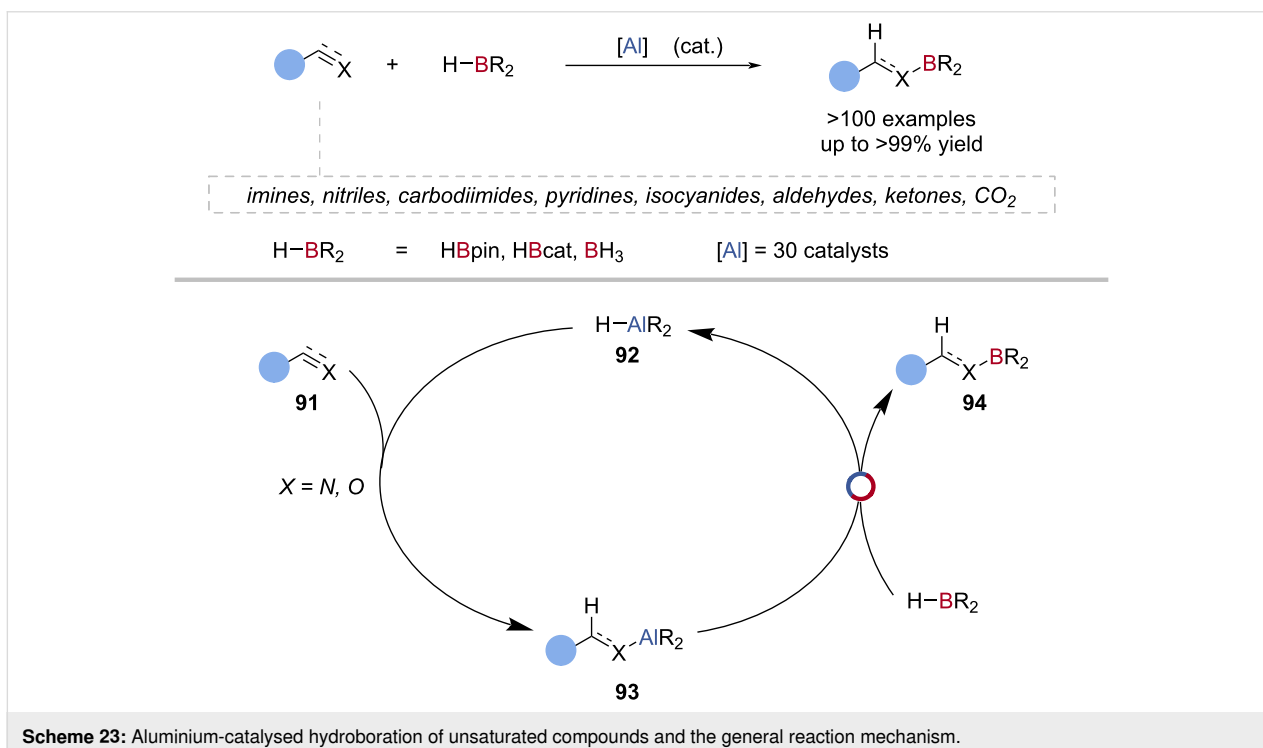 X + H–BR2 [Al] (cat.) H X BR2
>100 examples
up to >99% yield
imines, nitriles, carbodiimides, pyridines, isocyanides, aldehydes, ketones, CO2
H–BR2 = HBpin, HBcat, BH3 [Al] = 30 catalysts
H–AlR2
92
X
91
H
X BR2
94
X = N, O
H–BR2
H
X AlR2
93
Scheme 23: Aluminium-catalysed hydroboration of unsaturated compounds and the general reaction mechanism.